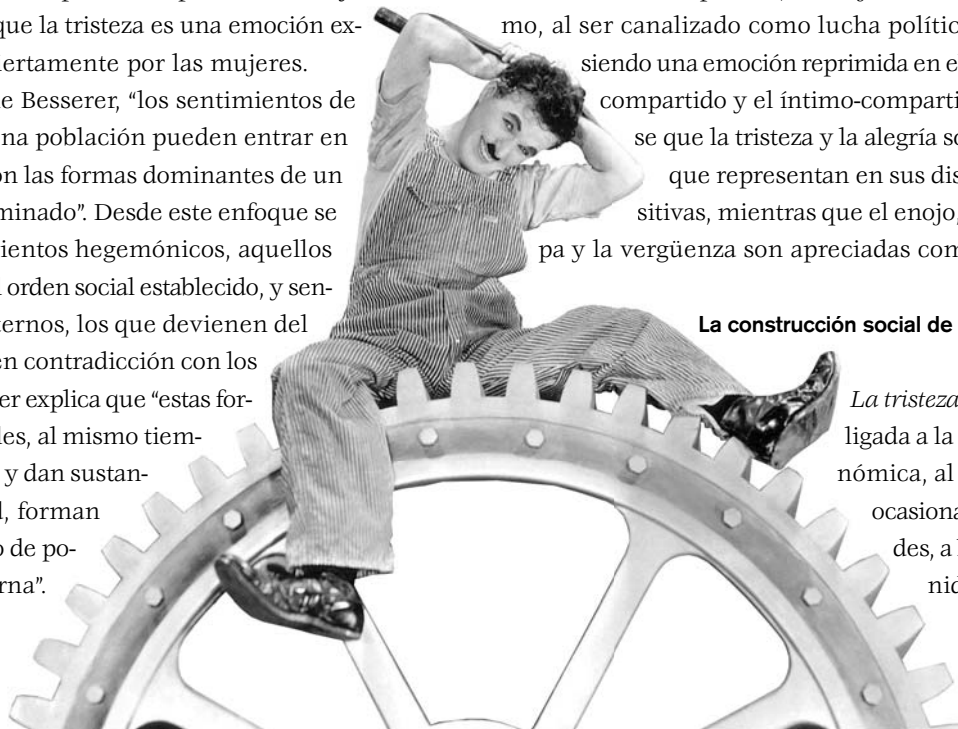 que la tristeza es una emoción ex-
iertamente por las mujeres.
e Besserer, “los sentimientos de
na población pueden entrar en
on las formas dominantes de un
minado”. Desde este enfoque se
ientos hegemónicos, aquellos
orden social establecido, y sen-
ternos, los que devienen del
en contradicción con los
er explica que “estas for-
les, al mismo tiem-
y dan sustan-
, forman
o de po-
rna”.
mo, al ser canalizado como lucha polític
siendo una emoción reprimida en e
compartido y el íntimo-comparti
se que la tristeza y la alegría so
que representan en sus dis
sitivas, mientras que el enojo,
pa y la vergüenza son apreciadas com
La construcción social de
La tristeza
ligada a la
nómica, al
ocasiona
des, a
nid